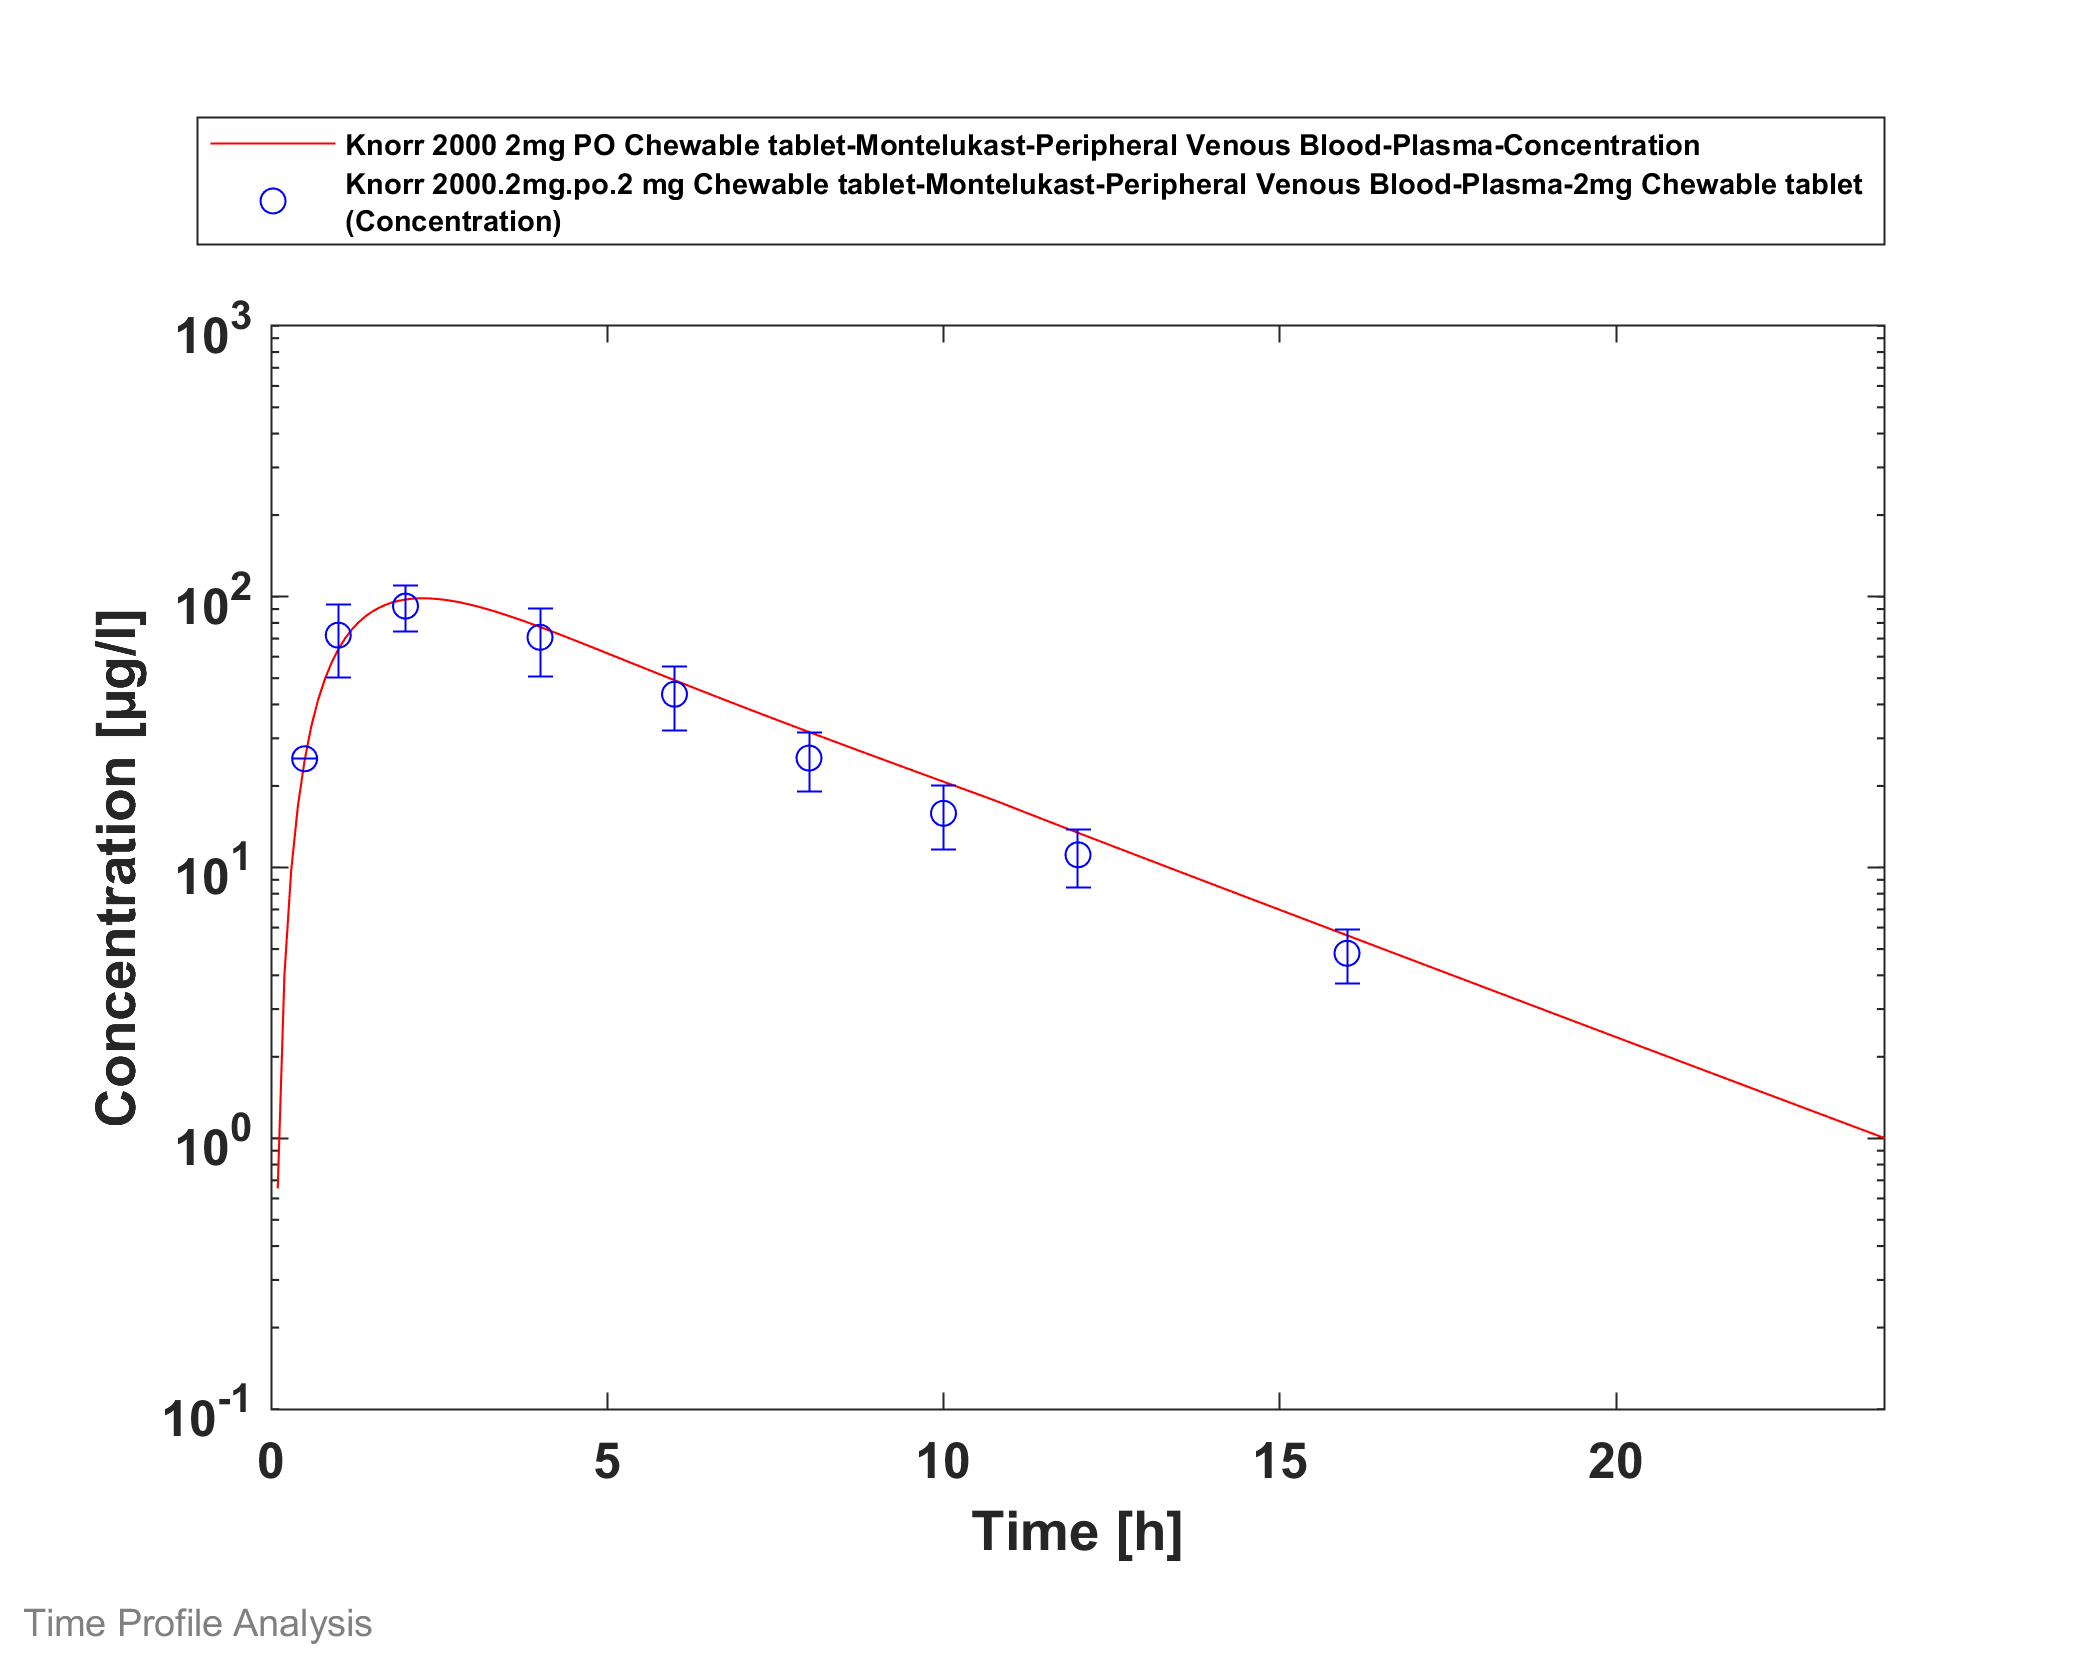 Knorr 2000 2mg PO Chewable tablet-Montelukast-Peripheral Venous Blood-Plasma-Concentration
Knorr 2000.2mg.po.2 mg Chewable tablet-Montelukast-Peripheral Venous Blood-Plasma-2mg Chewable tablet
(Concentration)
10^3
10^2
10^1
10^0
10^-1
Concentration [µg/l]
0 5 10 15 20
Time [h]
Time Profile Analysis